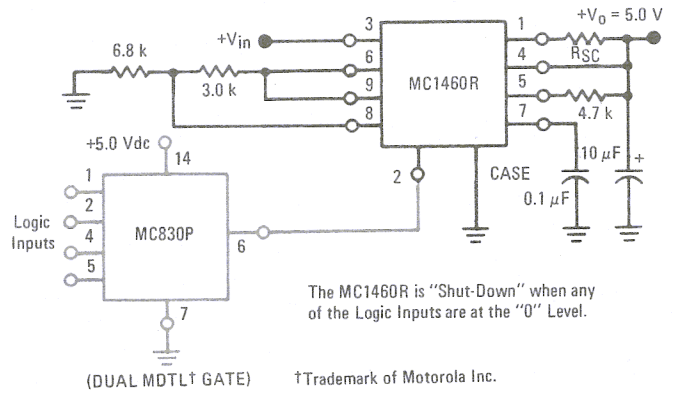 +Vo = 5.0 V
3
1
6.8 k
+Vin
RSC
6
4
MC1460R
3.0 k
9
5
8
7
4.7 k
+5.0 Vdc
14
10 µF
+
2
CASE
0.1 µF
1
2
Logic
Inputs
4
5
MC830P
6
7
The MC1460R is "Shut-Down" when any
of the Logic Inputs are at the "0" Level.
(DUAL MDTL† GATE)
†Trademark of Motorola Inc.